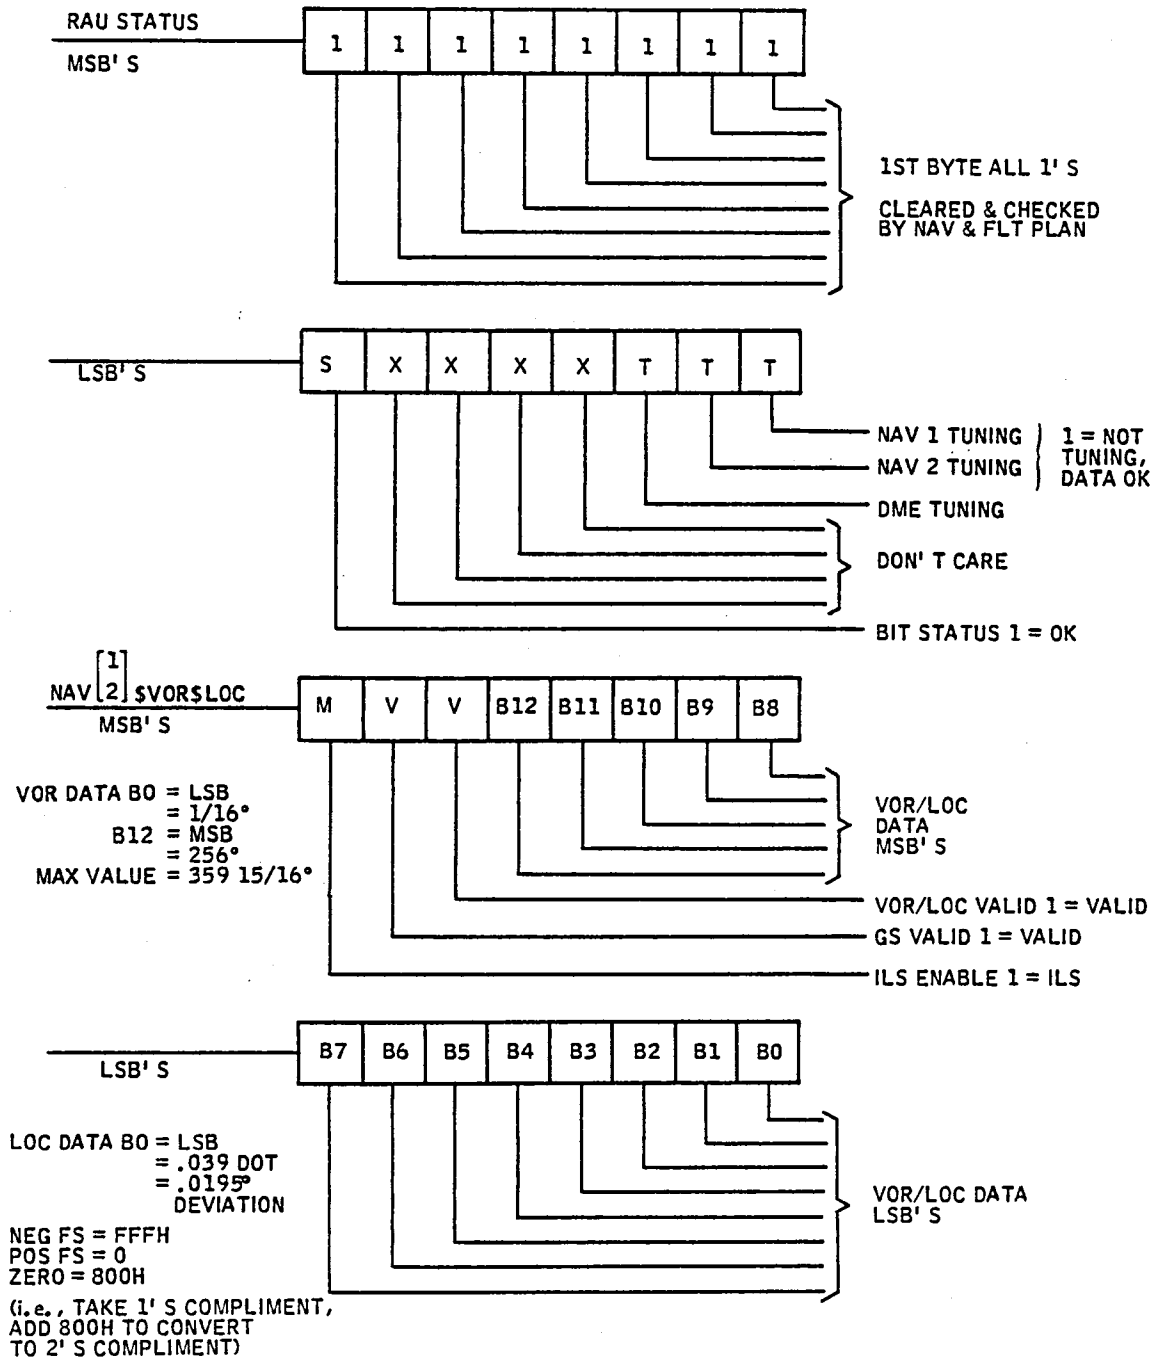 RAU STATUS
MSB'S
1 1 1 1 1 1 1 1
1ST BYTE ALL 1'S
CLEARED & CHECKED
BY NAV & FLT PLAN
LSB'S
S X X X X T T T
NAV 1 TUNING
NAV 2 TUNING
1 = NOT
TUNING,
DATA OK
DME TUNING
DON'T CARE
BIT STATUS 1 = OK
NAV [1 2] $VOR$LOC
MSB'S
M V V B12 B11 B10 B9 B8
VOR DATA B0 = LSB
= 1/16°
B12 = MSB
= 256°
MAX VALUE = 359 15/16°
VOR/LOC
DATA
MSB'S
VOR/LOC VALID 1 = VALID
GS VALID 1 = VALID
ILS ENABLE 1 = ILS
LSB'S
B7 B6 B5 B4 B3 B2 B1 B0
LOC DATA B0 = LSB
= .039 DOT
= .0195°
DEVIATION
NEG FS = FFFH
POS FS = 0
ZERO = 800H
(i.e., TAKE 1'S COMPLIMENT,
ADD 800H TO CONVERT
TO 2'S COMPLIMENT)
VOR/LOC DATA
LSB'S